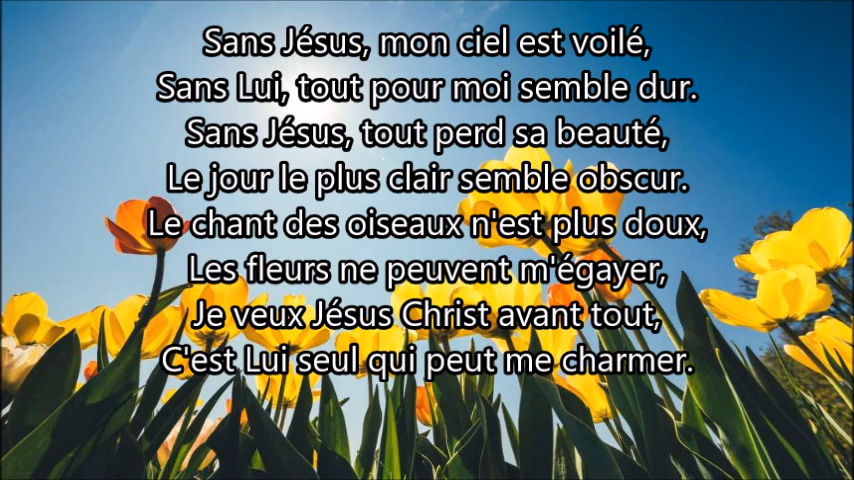 Sans Jésus, mon ciel est voilé,
Sans Lui, tout pour moi semble dur.
Sans Jésus, tout perd sa beauté,
Le jour le plus clair semble obscur.
Le chant des oiseaux n'est plus doux,
Les fleurs ne peuvent m'égayer,
Je veux Jésus Christ avant tout,
C'est Lui seul qui peut me charmer.